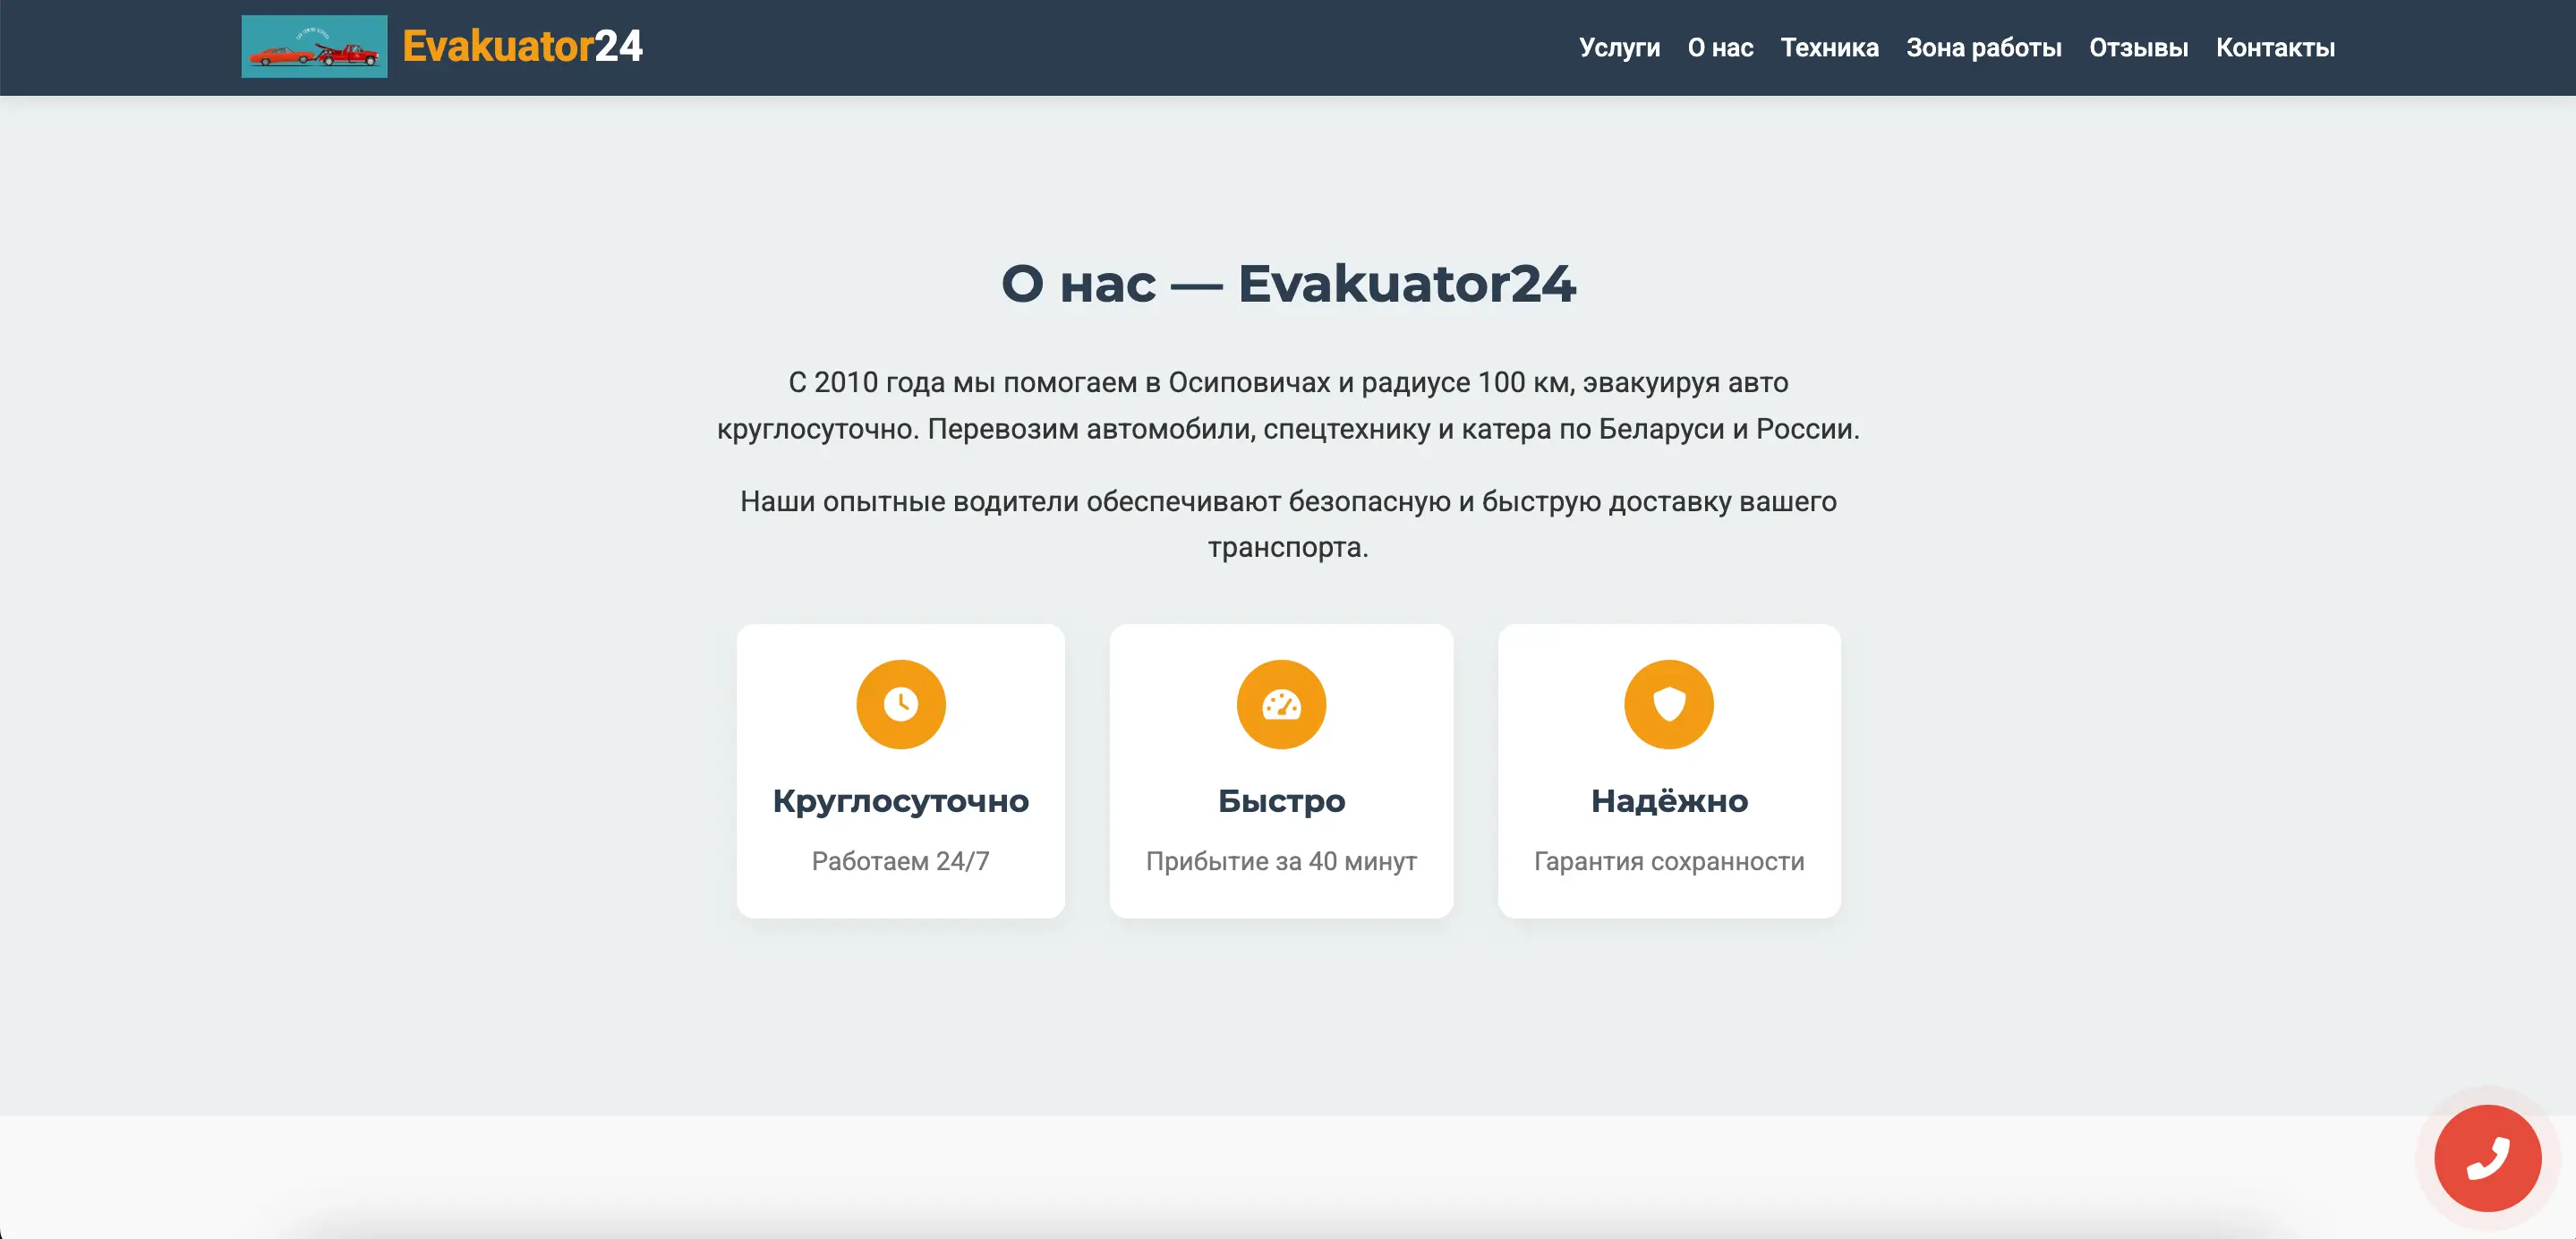 Evakuator24
Услуги О нас Техника Зона работы Отзывы Контакты
О нас — Evakuator24
С 2010 года мы помогаем в Осиповичах и радиусе 100 км, эвакуируя авто
круглосуточно. Перевозим автомобили, спецтехнику и катера по Беларуси и России.
Наши опытные водители обеспечивают безопасную и быструю доставку вашего
транспорта.
Круглосуточно
Работаем 24/7
Быстро
Прибытие за 40 минут
Надёжно
Гарантия сохранности